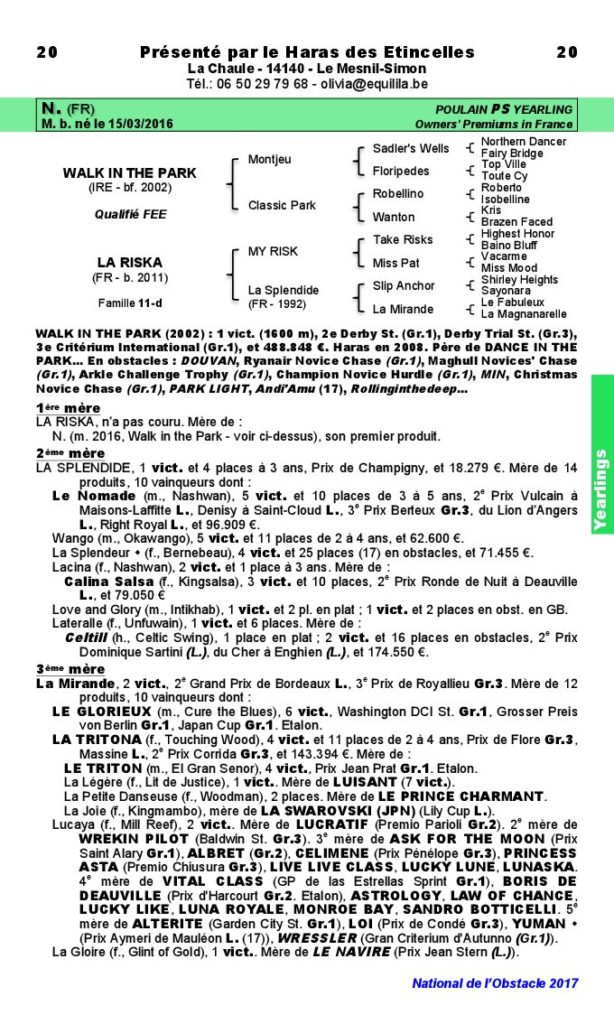 20 Présenté par le Haras des Etincelles 20
La Chaule - 14140 - Le Mesnil-Simon
Tél.: 06 50 29 79 68 - olivia@equilila.be
N. (FR) POULAIN PS YEARLING
M. b. né le 15/03/2016 Owners' Premiums in France
WALK IN THE PARK
(IRE - bf. 2002)
Qualifié FEE
LA RISKA
(FR - b. 2011)
Famille 11-d
Montjeu
Classic Park
MY RISK
La Splendide
(FR - 1992)
Sadler's Wells
Floripedes
Robellino
Wanton
Take Risks
Miss Pat
Slip Anchor
La Mirande
Northern Dancer
Fairy Bridge
Top Ville
Toute Cy
Roberto
Isobelline
Kris
Brazen Faced
Highest Honor
Baino Bluff
Vacarme
Miss Mood
Shirley Heights
Sayonara
Le Fabuleux
La Magnanarelle
WALK IN THE PARK (2002) : 1 vict. (1600 m), 2e Derby St. (Gr.1), Derby Trial St. (Gr.3),
3e Critérium International (Gr.1), et 488.848 €. Haras en 2008. Père de DANCE IN THE
PARK... En obstacles : DOUVAN, Ryanair Novice Chase (Gr.1), Maghull Novices' Chase
(Gr.1), Arkle Challenge Trophy (Gr.1), Champion Novice Hurdle (Gr.1), MIN, Christmas
Novice Chase (Gr.1), PARK LIGHT, Andi'Amu (17), Rollinginthedeep...
1ère mère
LA RISKA, n'a pas couru. Mère de :
N. (m. 2016, Walk in the Park - voir ci-dessus), son premier produit.
2ème mère
LA SPLENDIDE, 1 vict. et 4 places à 3 ans, Prix de Champigny, et 18.279 €. Mère de 14
produits, 10 vainqueurs dont :
Le Nomade (m., Nashwan), 5 vict. et 10 places de 3 à 5 ans, 2e Prix Vulcain à
Maisons-Laffitte L., Denisy à Saint-Cloud L., 3e Prix Berteux Gr.3, du Lion d'Angers
L., Right Royal L., et 96.909 €.
Wango (m., Okawango), 5 vict. et 11 places de 2 à 4 ans, et 62.600 €.
La Splendeur ♦ (f., Bernebeau), 4 vict. et 25 places (17) en obstacles, et 71.455 €.
Lacina (f., Nashwan), 2 vict. et 1 place à 3 ans. Mère de :
Calina Salsa (f., Kingsalsa), 3 vict. et 10 places, 2e Prix Ronde de Nuit à Deauville
L., et 79.050 €
Love and Glory (m., Intikhab), 1 vict. et 2 pl. en plat ; 1 vict. et 2 places en obst. en GB.
Lateralle (f., Unfuwain), 1 vict. et 6 places. Mère de :
Celtill (h., Celtic Swing), 1 place en plat ; 2 vict. et 16 places en obstacles, 2e Prix
Dominique Sartini (L.), du Cher à Enghien (L.), et 174.550 €.
3ème mère
La Mirande, 2 vict., 2e Grand Prix de Bordeaux L., 3e Prix de Royallieu Gr.3. Mère de 12
produits, 10 vainqueurs dont :
LE GLORIEUX (m., Cure the Blues), 6 vict., Washington DCI St. Gr.1, Grosser Preis
von Berlin Gr.1, Japan Cup Gr.1. Etalon.
LA TRITONA (f., Touching Wood), 4 vict. et 11 places de 2 à 4 ans, Prix de Flore Gr.3,
Massine L., 2e Prix Corrida Gr.3, et 143.394 €. Mère de :
LE TRITON (m., El Gran Senor), 4 vict., Prix Jean Prat Gr.1. Etalon.
La Légère (f., Lit de Justice), 1 vict.. Mère de LUISANT (7 vict.).
La Petite Danseuse (f., Woodman), 2 places. Mère de LE PRINCE CHARMANT.
La Joie (f., Kingmambo), mère de LA SWAROVSKI (JPN) (Lily Cup L.).
Lucaya (f., Mill Reef), 2 vict.. Mère de LUCRATIF (Premio Parioli Gr.2). 2e mère de
WREKIN PILOT (Baldwin St. Gr.3). 3e mère de ASK FOR THE MOON (Prix
Saint Alary Gr.1), ALBRET (Gr.2), CELIMENE (Prix Pénélope Gr.3), PRINCESS
ASTA (Premio Chiusura Gr.3), LIVE LIVE CLASS, LUCKY LUNE, LUNASKA.
4e mère de VITAL CLASS (GP de las Estrellas Sprint Gr.1), BORIS DE
DEAUVILLE (Prix d'Harcourt Gr.2. Etalon), ASTROLOGY, LAW OF CHANCE,
LUCKY LIKE, LUNA ROYALE, MONROE BAY, SANDRO BOTTICELLI. 5e
mère de ALTERITE (Garden City St. Gr.1), LOI (Prix de Condé Gr.3), YUMAN ♦
(Prix Aymeri de Mauléon L. (17)), WRESSLER (Gran Criterium d'Autunno (Gr.1)).
La Gloire (f., Glint of Gold), 1 vict.. Mère de LE NAVIRE (Prix Jean Stern (L.)).
Yearlings
National de l'Obstacle 2017